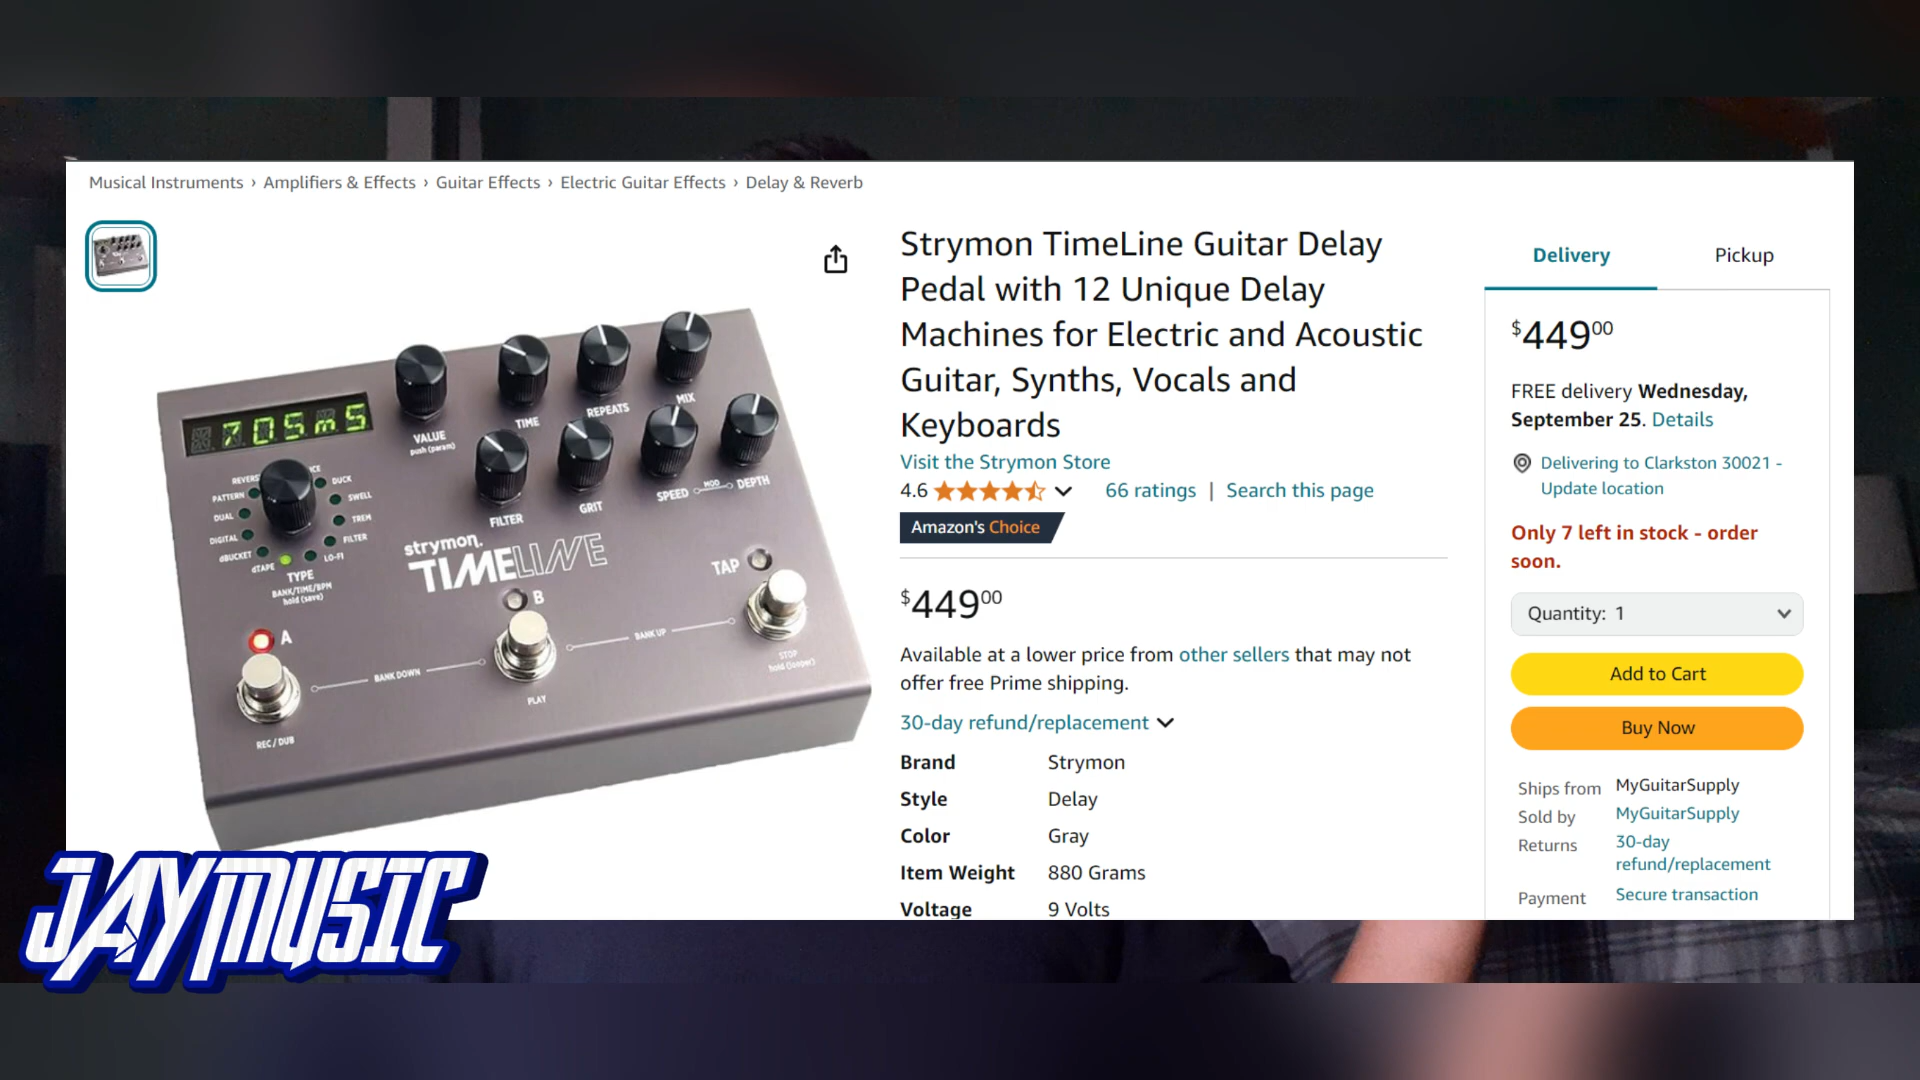 Musical Instruments › Amplifiers & Effects › Guitar Effects › Electric Guitar Effects › Delay & Reverb
Strymon TimeLine Guitar Delay
Pedal with 12 Unique Delay
Machines for Electric and Acoustic
Guitar, Synths, Vocals and
Keyboards
Visit the Strymon Store
4.6
66 ratings | Search this page
Amazon's Choice
$44900
Available at a lower price from other sellers that may not
offer free Prime shipping.
30-day refund/replacement
Brand Strymon
Style Delay
Color Gray
Item Weight 880 Grams
Voltage 9 Volts
Delivery Pickup
$44900
FREE delivery Wednesday,
September 25. Details
Delivering to Clarkston 30021 -
Update location
Only 7 left in stock - order
soon.
Quantity: 1
Add to Cart
Buy Now
Ships from MyGuitarSupply
Sold by MyGuitarSupply
Returns 30-day
refund/replacement
Payment Secure transaction
705mS
VALUE
push (param)
TIME
REPEATS
MIX
FILTER
GRIT
SPEED MOD DEPTH
REVERSE
PATTERN
DUAL
DIGITAL
dBUCKET
dTAPE
DUCK
SWELL
TREM
FILTER
LO-FI
TYPE
BANK/TIME/BPM
hold (save)
strymon.
TIMELINE
TAP
A
B
BANK DOWN
BANK UP
STOP
hold (looper)
PLAY
REC / DUB
JAYMUSIC